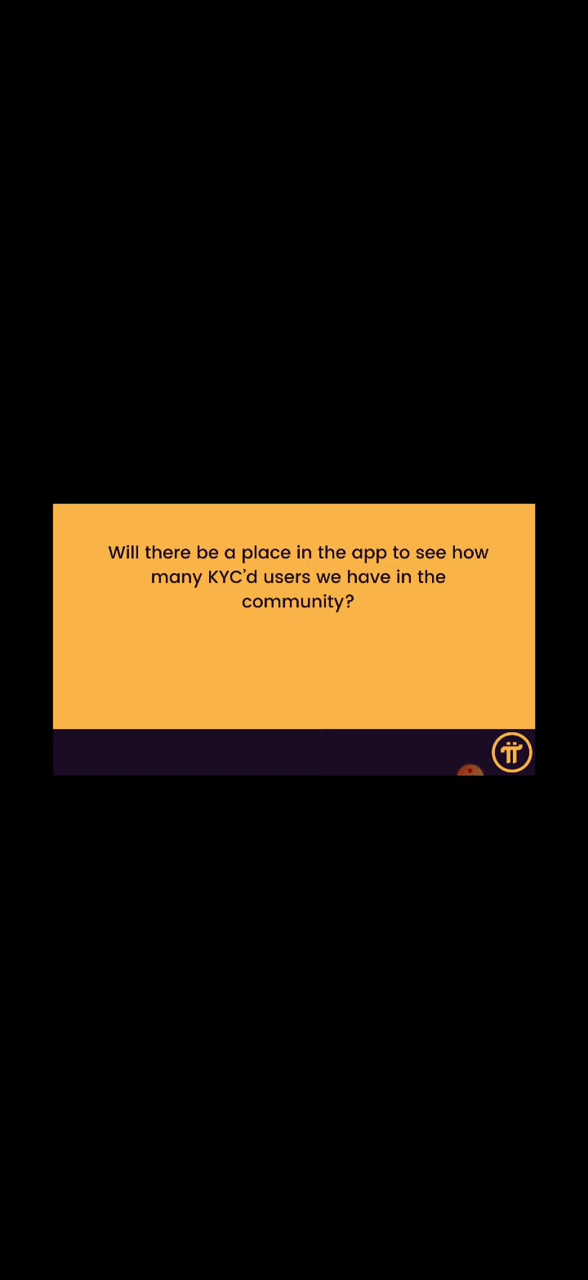 Will there be a place in the app to see how
many KYC’d users we have in the
community?